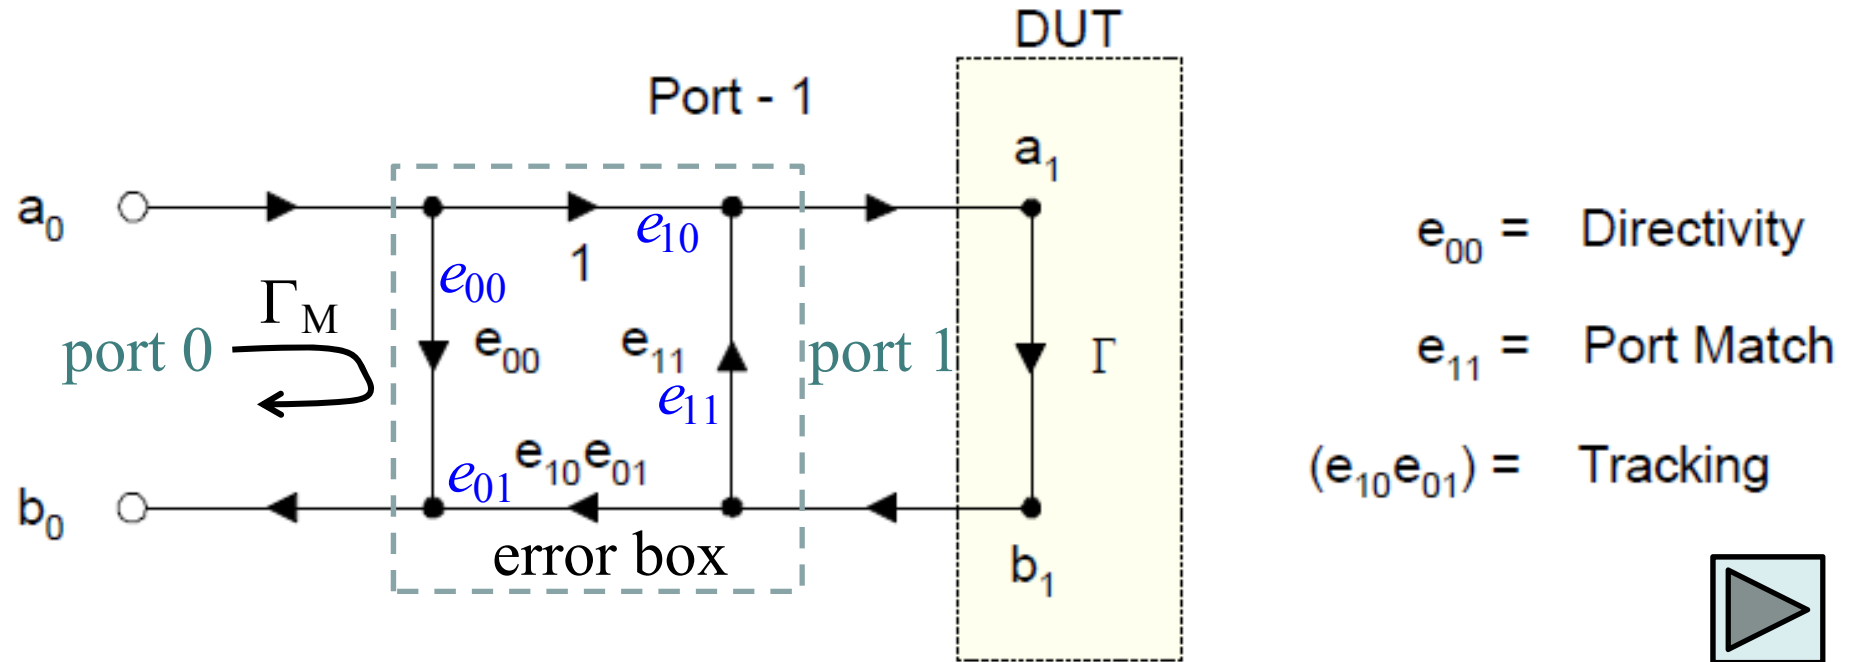 DUT
Port - 1
a₁
a₀
e₁₀
1
e₀₀ = Directivity
e₀₀
Γ_M
port 0
e₀₀
e₁₁
port 1
Γ
e₁₁ = Port Match
e₁₁
e₀₁
e₁₀e₀₁
(e₁₀e₀₁) = Tracking
b₀
error box
b₁